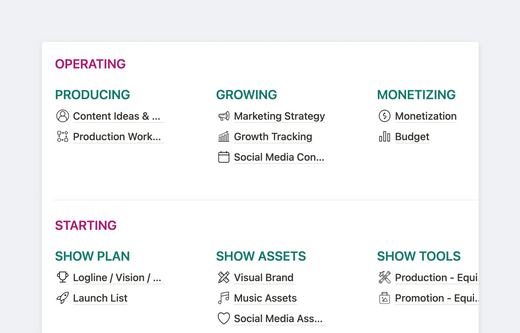 OPERATING
PRODUCING
Content Ideas & ...
Production Work...
GROWING
Marketing Strategy
Growth Tracking
Social Media Con...
MONETIZING
Monetization
Budget
STARTING
SHOW PLAN
Logline / Vision / ...
Launch List
SHOW ASSETS
Visual Brand
Music Assets
Social Media Ass...
SHOW TOOLS
Production - Equi
Promotion - Equi..